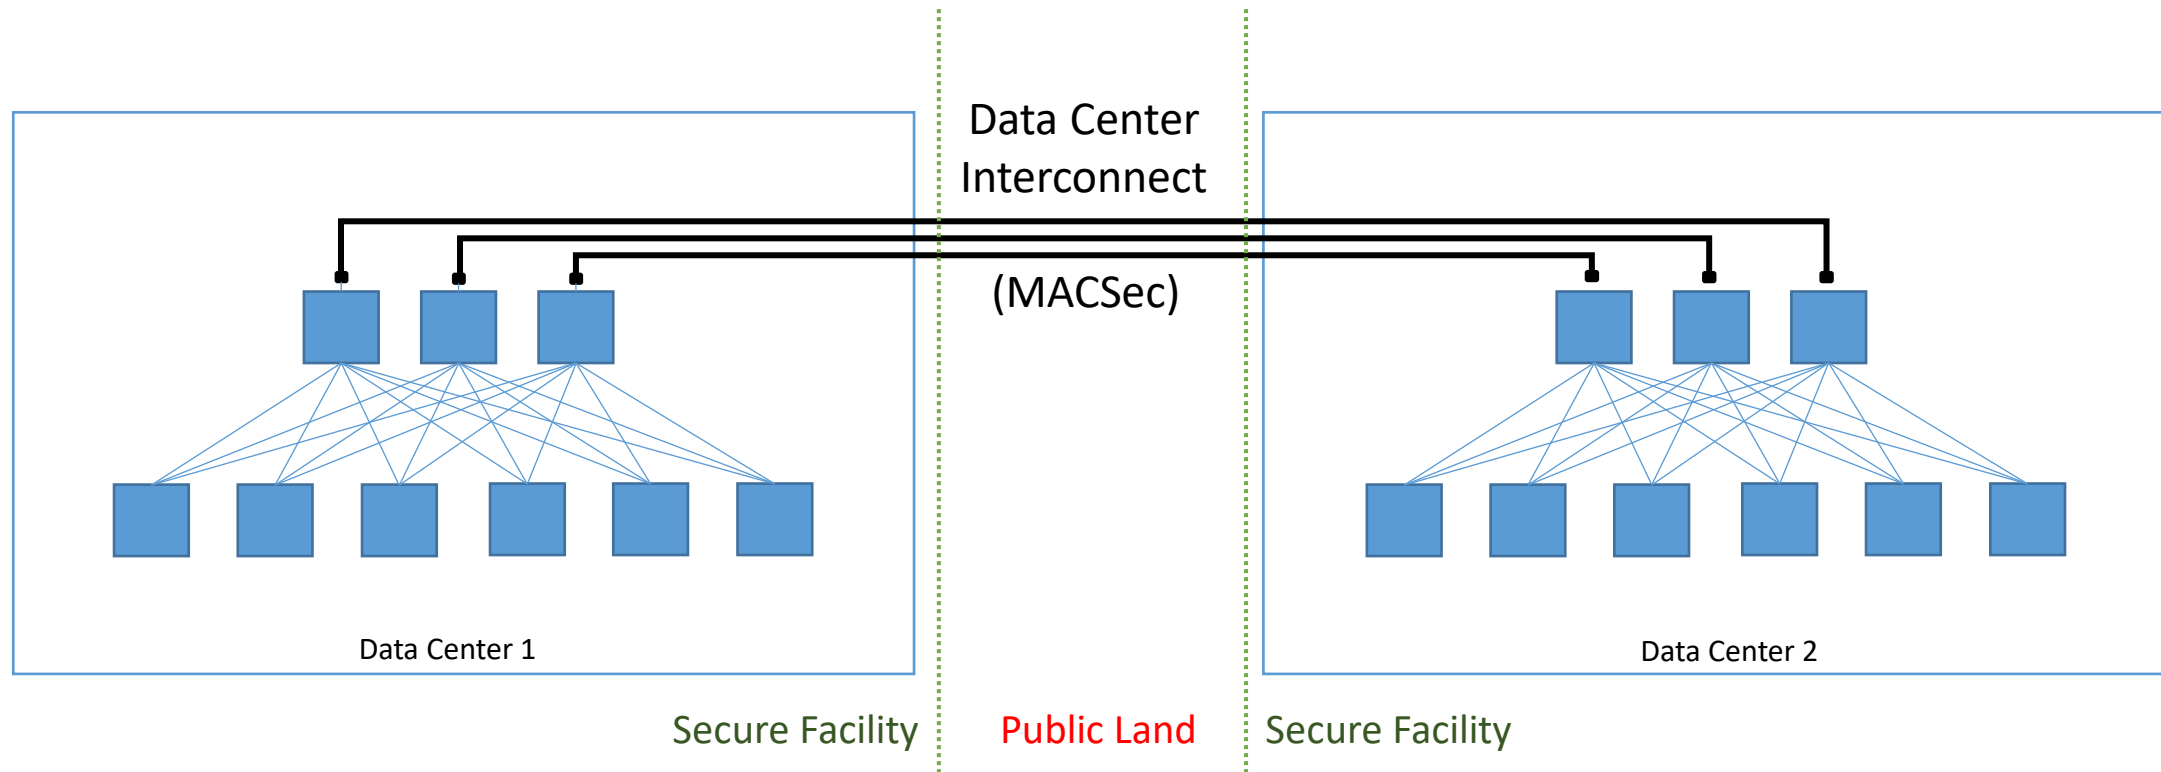 Data Center
Interconnect
(MACSec)
Data Center 1
Data Center 2
Secure Facility
Public Land
Secure Facility